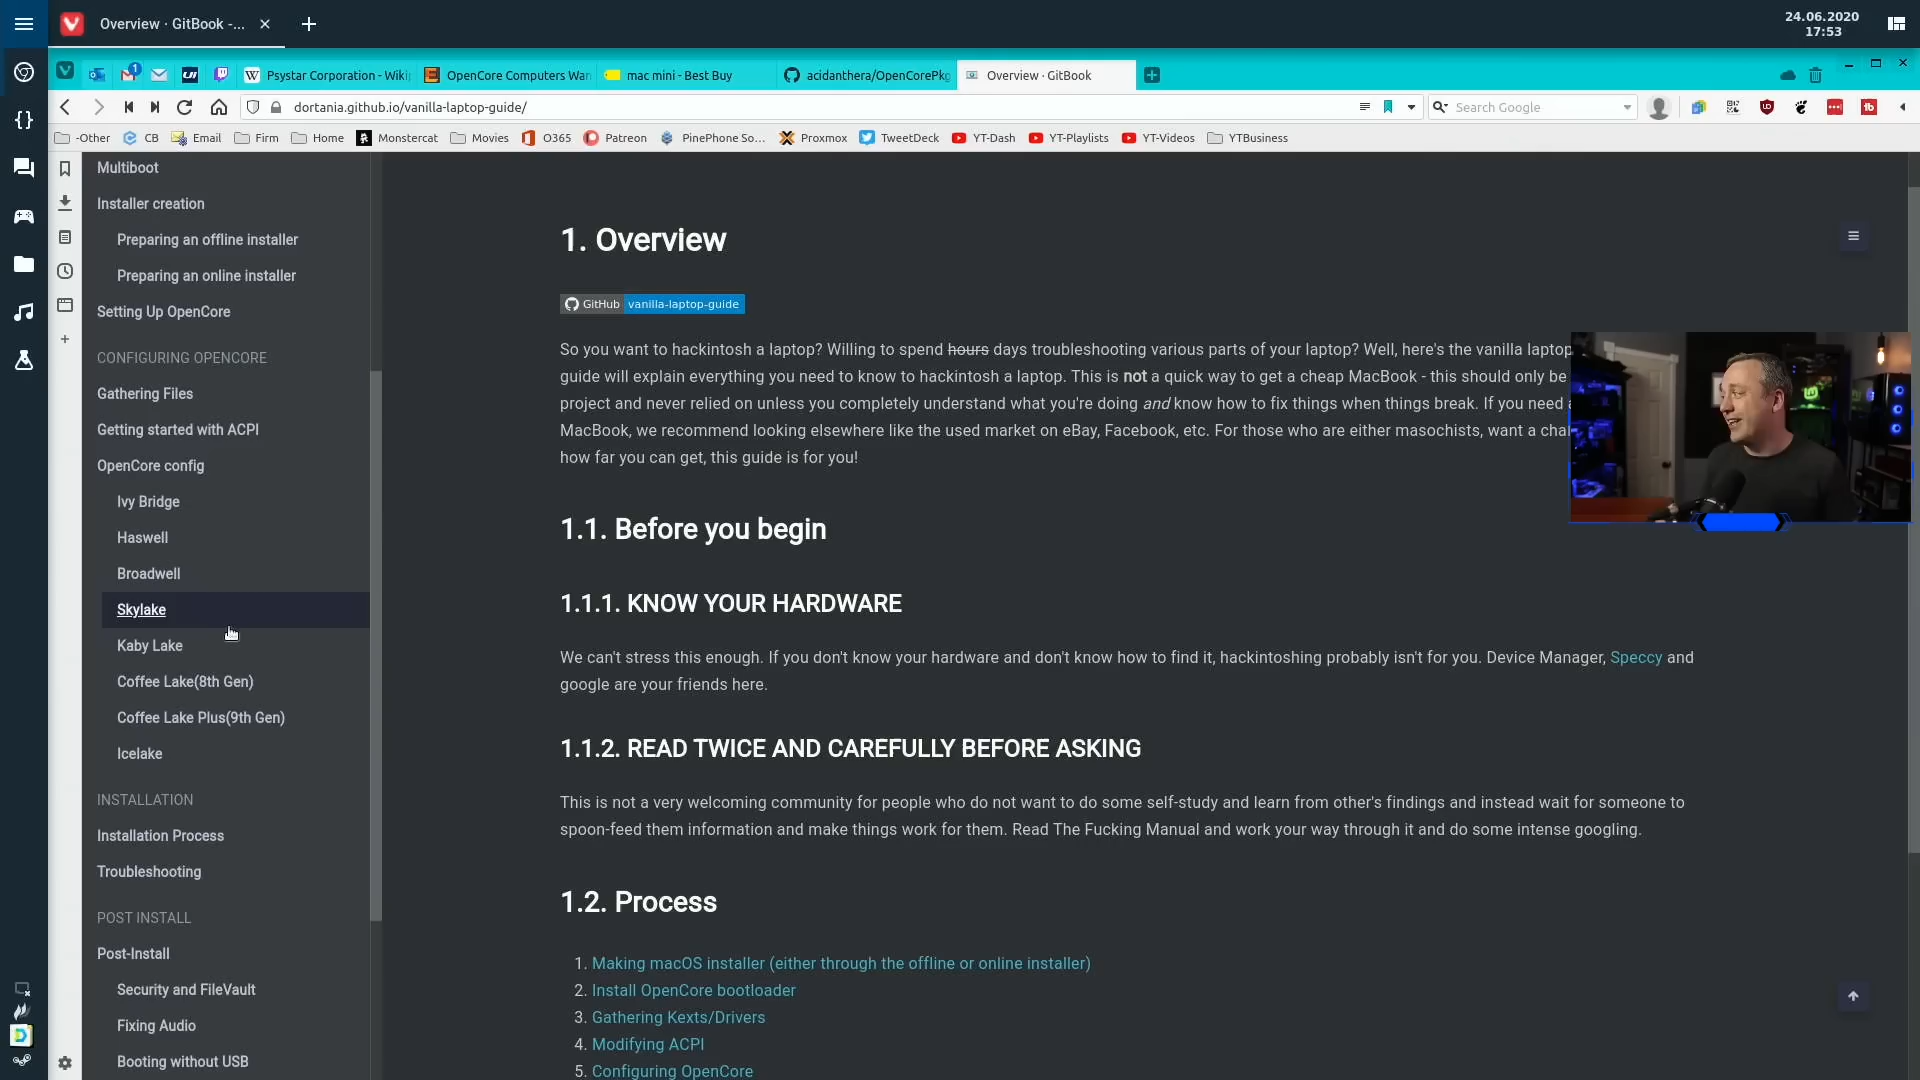 Overview · GitBook -...
24.06.2020
17:53
1
Psystar Corporation - Wiki
OpenCore Computers Wan
mac mini - Best Buy
acidanthera/OpenCorePkg
Overview · GitBook
dortania.github.io/vanilla-laptop-guide/
Search Google
-Other
CB
Email
Firm
Home
Monstercat
Movies
O365
Patreon
PinePhone So...
Proxmox
TweetDeck
YT-Dash
YT-Playlists
YT-Videos
YTBusiness
Multiboot
Installer creation
Preparing an offline installer
Preparing an online installer
Setting Up OpenCore
CONFIGURING OPENCORE
Gathering Files
Getting started with ACPI
OpenCore config
Ivy Bridge
Haswell
Broadwell
Skylake
Kaby Lake
Coffee Lake(8th Gen)
Coffee Lake Plus(9th Gen)
Icelake
INSTALLATION
Installation Process
Troubleshooting
POST INSTALL
Post-Install
Security and FileVault
Fixing Audio
Booting without USB
1. Overview
GitHub vanilla-laptop-guide
So you want to hackintosh a laptop? Willing to spend hours days troubleshooting various parts of your laptop? Well, here's the vanilla laptop
guide will explain everything you need to know to hackintosh a laptop. This is not a quick way to get a cheap MacBook - this should only be
project and never relied on unless you completely understand what you're doing and know how to fix things when things break. If you need
MacBook, we recommend looking elsewhere like the used market on eBay, Facebook, etc. For those who are either masochists, want a chal
how far you can get, this guide is for you!
1.1. Before you begin
1.1.1. KNOW YOUR HARDWARE
We can't stress this enough. If you don't know your hardware and don't know how to find it, hackintoshing probably isn't for you. Device Manager, Speccy and
google are your friends here.
1.1.2. READ TWICE AND CAREFULLY BEFORE ASKING
This is not a very welcoming community for people who do not want to do some self-study and learn from other's findings and instead wait for someone to
spoon-feed them information and make things work for them. Read The Fucking Manual and work your way through it and do some intense googling.
1.2. Process
1. Making macOS installer (either through the offline or online installer)
2. Install OpenCore bootloader
3. Gathering Kexts/Drivers
4. Modifying ACPI
5. Configuring OpenCore